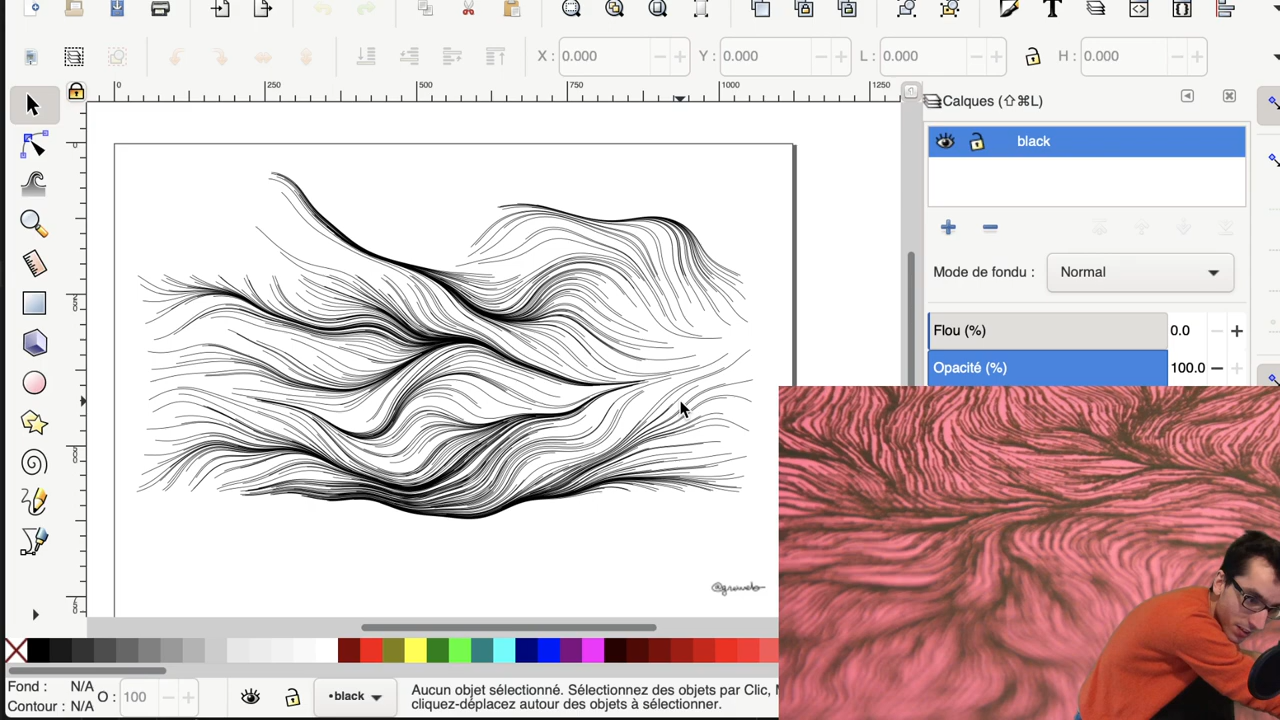 X : 0.000 Y : 0.000 L : 0.000 H : 0.000
0 250 500 750 1000 1250
Calques (⇧⌘L)
black
Mode de fondu : Normal
Flou (%) 0.0
Opacité (%) 100.0
Fond : N/A O : 100
Contour : N/A
•black
Aucun objet sélectionné. Sélectionnez des objets par Clic,
cliquez-déplacez autour des objets à sélectionner.